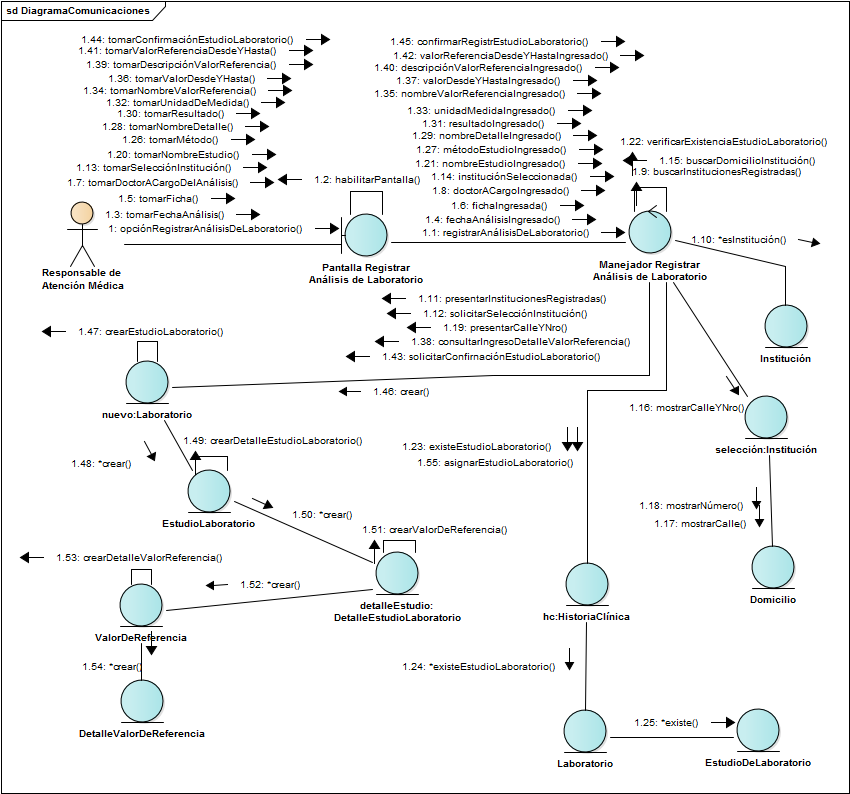 sd DiagramaComunicaciones
1.44: tomarConfirmaciónEstudioLaboratorio()
1.41: tomarValorReferenciaDesdeYHasta()
1.39: tomarDescripciónValorReferencia()
1.36: tomarValorDesdeYHasta()
1.34: tomarNombreValorReferencia()
1.32: tomarUnidadDeMedida()
1.30: tomarResultado()
1.28: tomarNombreDetalle()
1.26: tomarMétodo()
1.20: tomarNombreEstudio()
1.13: tomarSelecciónInstitución()
1.7: tomarDoctorACargoDelAnálisis()
1.5: tomarFicha()
1.3: tomarFechaAnálisis()
1: opciónRegistrarAnálisisDeLaboratorio()
1.2: habilitarPantalla()
1.45: confirmarRegistrEstudioLaboratorio()
1.42: valorReferenciaDesdeYHastaIngresado()
1.40: descripciónValorReferenciaIngresado()
1.37: valorDesdeYHastaIngresado()
1.35: nombreValorReferenciaIngresado()
1.33: unidadMedidaIngresado()
1.31: resultadoIngresado()
1.29: nombreDetalleIngresado()
1.27: métodoEstudioIngresado()
1.21: nombreEstudioIngresado()
1.14: instituciónSeleccionada()
1.8: doctorACargoIngresado()
1.6: fichaIngresada()
1.4: fechaAnálisisIngresado()
1.1: registrarAnálisisDeLaboratorio()
1.22: verificarExistenciaEstudioLaboratorio()
1.15: buscarDomicilioInstitución()
1.9: buscarInstitucionesRegistradas()
1.10: *esInstitución()
Responsable de
Atención Médica
Pantalla Registrar
Análisis de Laboratorio
Manejador Registrar
Análisis de Laboratorio
1.11: presentarInstitucionesRegistradas()
1.12: solicitarSelecciónInstitución()
1.19: presentarCalleYNro()
1.38: consultarIngresoDetalleValorReferencia()
1.43: solicitarConfirnaciónEstudioLaboratorio()
Institución
1.47: crearEstudioLaboratorio()
1.46: crear()
nuevo:Laboratorio
1.16: mostrarCalleYNro()
selección:Institución
1.49: crearDetalleEstudioLaboratorio()
1.48: *crear()
1.23: existeEstudioLaboratorio()
1.55: asignarEstudioLaboratorio()
EstudioLaboratorio
1.50: *crear()
1.18: mostrarNúmero()
1.17: mostrarCalle()
1.51: crearValorDeReferencia()
1.53: crearDetalleValorReferencia()
1.52: *crear()
Domicilio
detalleEstudio:
DetalleEstudioLaboratorio
hc:HistoriaClínica
ValorDeReferencia
1.54: *crear()
1.24: *existeEstudioLaboratorio()
DetalleValorDeReferencia
1.25: *existe()
Laboratorio
EstudioDeLaboratorio